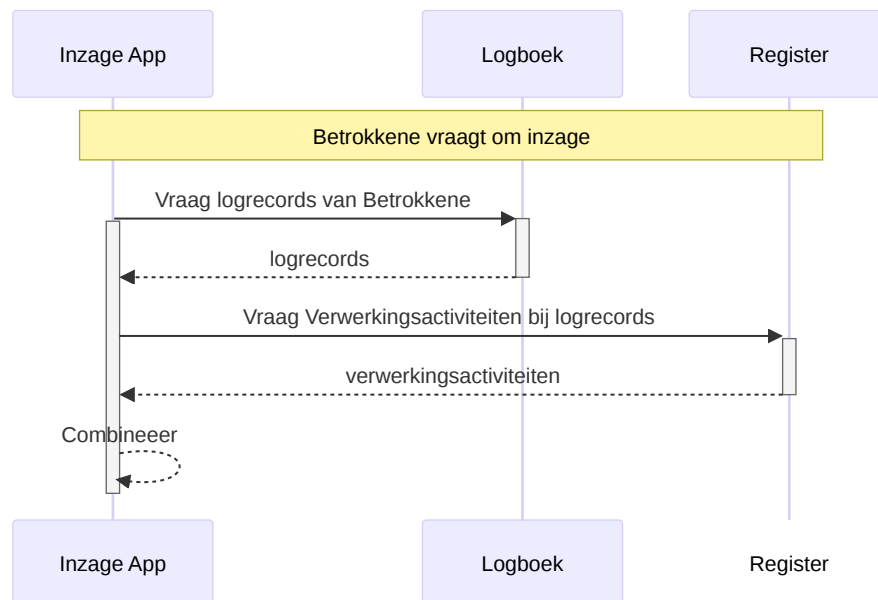 Inzage App
Logboek
Register
Betrokkene vraagt om inzage
Vraag logrecords van Betrokkene
logrecords
Vraag Verwerkingsactiviteiten bij logrecords
verwerkingsactiviteiten
Combineeer
Inzage App
Logboek
Register